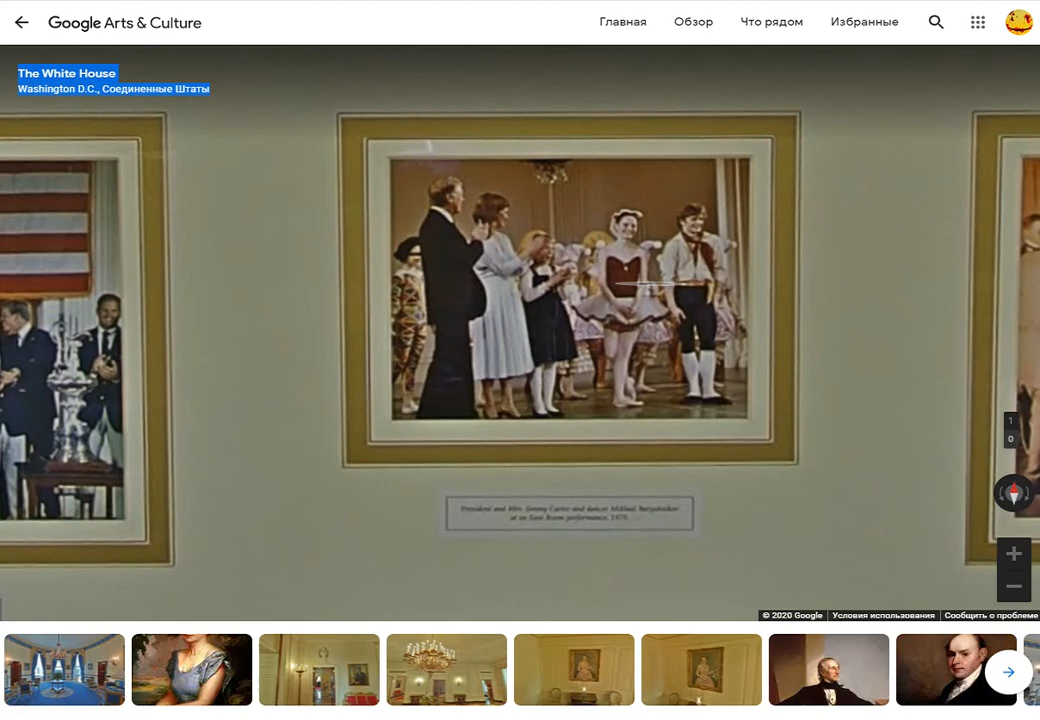 Google Arts & Culture
Главная
Обзор
Что рядом
Избранные
The White House
Washington D.C., Соединенные Штаты
President and Mrs. Jimmy Carter and dancer Mikhail Baryshnikov
at an East Room performance, 1979.
1
0
© 2020 Google
Условия использования
Сообщить о проблеме